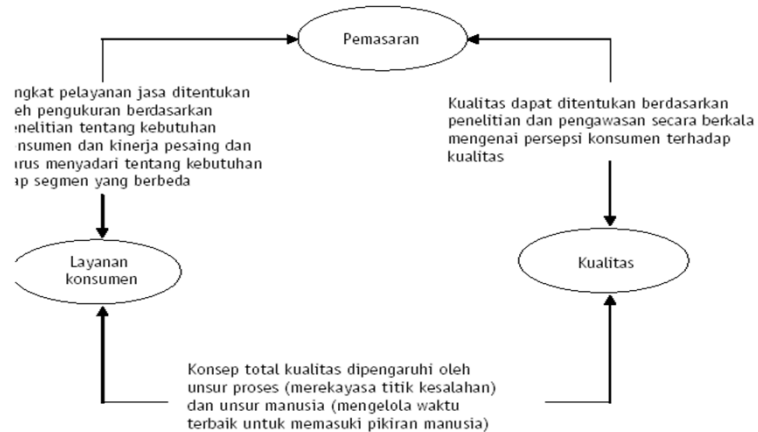 Pemasaran
ngkat pelayanan jasa ditentukan
eh pengukuran berdasarkan
nelitian tentang kebutuhan
nsumen dan kinerja pesaing dan
rus menyadari tentang kebutuhan
ap segmen yang berbeda
Kualitas dapat ditentukan berdasarkan
penelitian dan pengawasan secara berkala
mengenai persepsi konsumen terhadap
kualitas
Layanan
konsumen
Kualitas
Konsep total kualitas dipengaruhi oleh
unsur proses (merekayasa titik kesalahan)
dan unsur manusia (mengelola waktu
terbaik untuk memasuki pikiran manusia)